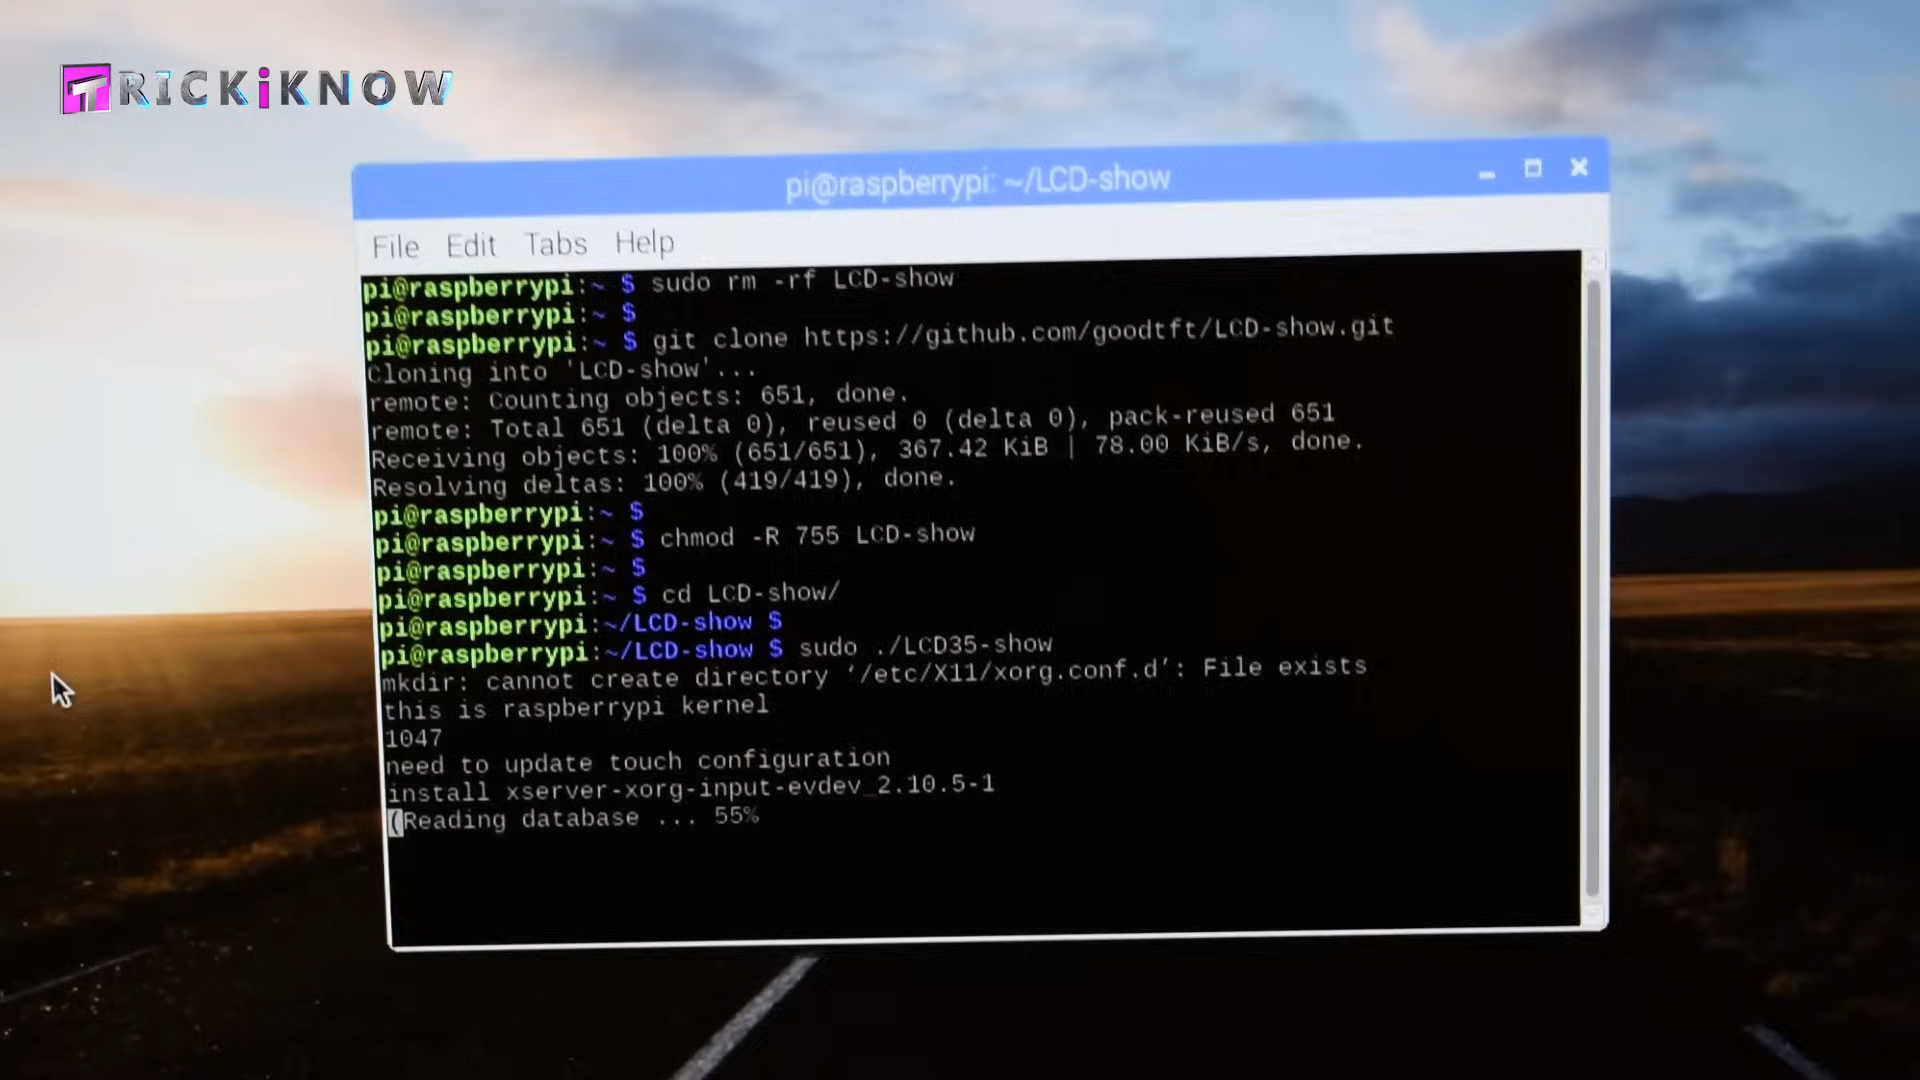 TRICKiKNOW
pi@raspberrypi: ~/LCD-show
File Edit Tabs Help
pi@raspberrypi:~ $ sudo rm -rf LCD-show
pi@raspberrypi:~ $
pi@raspberrypi:~ $ git clone https://github.com/goodtft/LCD-show.git
Cloning into 'LCD-show'...
remote: Counting objects: 651, done.
remote: Total 651 (delta 0), reused 0 (delta 0), pack-reused 651
Receiving objects: 100% (651/651), 367.42 KiB | 78.00 KiB/s, done.
Resolving deltas: 100% (419/419), done.
pi@raspberrypi:~ $
pi@raspberrypi:~ $ chmod -R 755 LCD-show
pi@raspberrypi:~ $
pi@raspberrypi:~ $ cd LCD-show/
pi@raspberrypi:~/LCD-show $
pi@raspberrypi:~/LCD-show $ sudo ./LCD35-show
mkdir: cannot create directory ‘/etc/X11/xorg.conf.d’: File exists
this is raspberrypi kernel
1047
need to update touch configuration
install xserver-xorg-input-evdev_2.10.5-1
(Reading database ... 55%